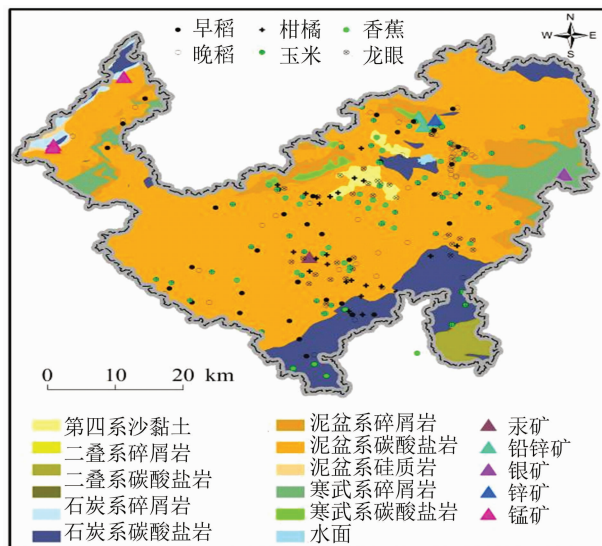 早稻 柑橘 香蕉
晚稻 玉米 龙眼
N
W E
S
0 10 20 km
第四系沙黏土 泥盆系碎屑岩 汞矿
二叠系碎屑岩 泥盆系碳酸盐岩 铅锌矿
二叠系碳酸盐岩 泥盆系硅质岩 银矿
石炭系碎屑岩 寒武系碎屑岩 锌矿
石炭系碳酸盐岩 寒武系碳酸盐岩 锰矿
水面